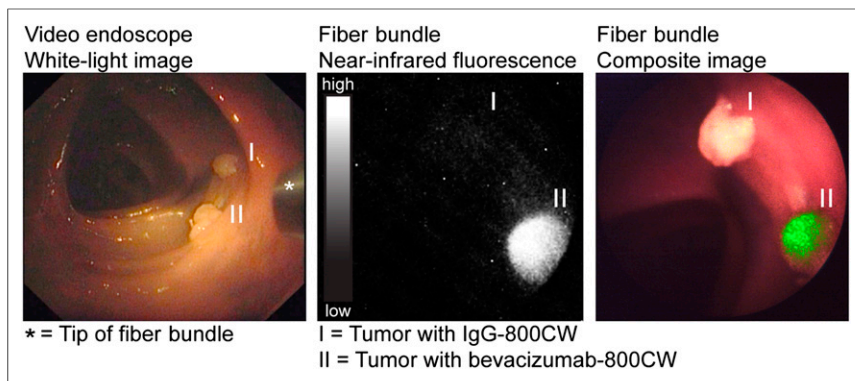 Video endoscope
White-light image
Fiber bundle
Near-infrared fluorescence
Fiber bundle
Composite image
high
low
I
II
*
I
II
I
II
* = Tip of fiber bundle
I = Tumor with IgG-800CW
II = Tumor with bevacizumab-800CW